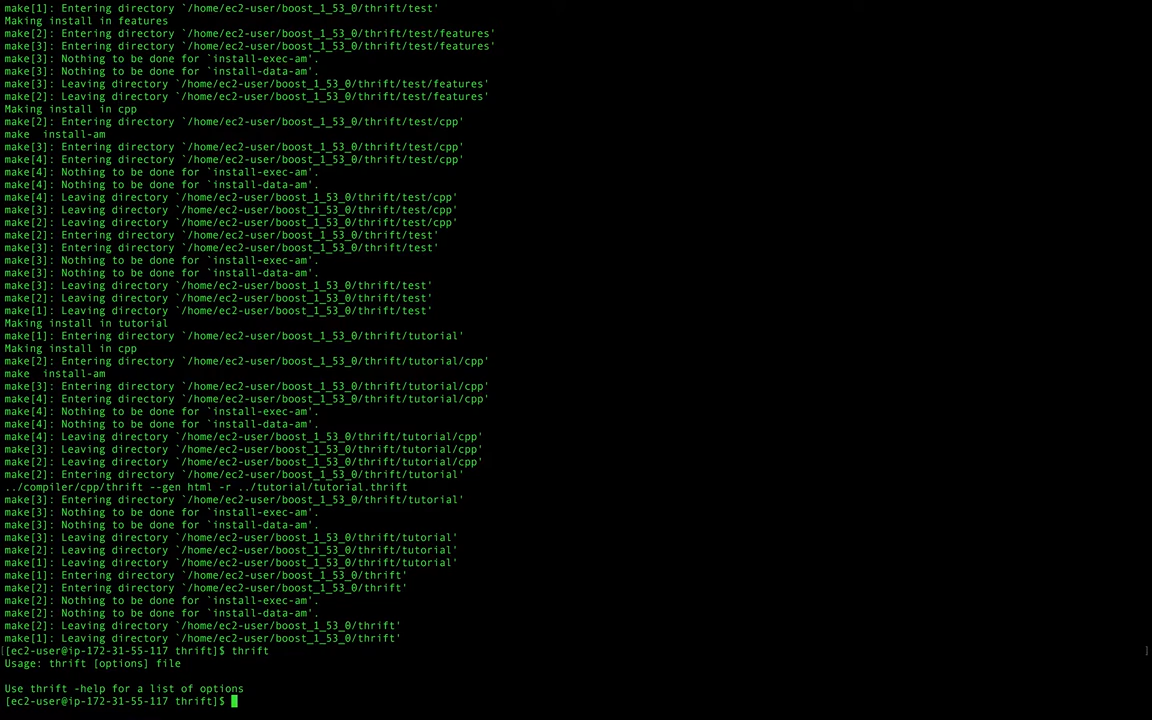 make[1]: Entering directory `/home/ec2-user/boost_1_53_0/thrift/test'
Making install in features
make[2]: Entering directory `/home/ec2-user/boost_1_53_0/thrift/test/features'
make[3]: Entering directory `/home/ec2-user/boost_1_53_0/thrift/test/features'
make[3]: Nothing to be done for `install-exec-am'.
make[3]: Nothing to be done for `install-data-am'.
make[3]: Leaving directory `/home/ec2-user/boost_1_53_0/thrift/test/features'
make[2]: Leaving directory `/home/ec2-user/boost_1_53_0/thrift/test/features'
Making install in cpp
make[2]: Entering directory `/home/ec2-user/boost_1_53_0/thrift/test/cpp'
make  install-am
make[3]: Entering directory `/home/ec2-user/boost_1_53_0/thrift/test/cpp'
make[4]: Entering directory `/home/ec2-user/boost_1_53_0/thrift/test/cpp'
make[4]: Nothing to be done for `install-exec-am'.
make[4]: Nothing to be done for `install-data-am'.
make[4]: Leaving directory `/home/ec2-user/boost_1_53_0/thrift/test/cpp'
make[3]: Leaving directory `/home/ec2-user/boost_1_53_0/thrift/test/cpp'
make[2]: Leaving directory `/home/ec2-user/boost_1_53_0/thrift/test/cpp'
make[2]: Entering directory `/home/ec2-user/boost_1_53_0/thrift/test'
make[3]: Entering directory `/home/ec2-user/boost_1_53_0/thrift/test'
make[3]: Nothing to be done for `install-exec-am'.
make[3]: Nothing to be done for `install-data-am'.
make[3]: Leaving directory `/home/ec2-user/boost_1_53_0/thrift/test'
make[2]: Leaving directory `/home/ec2-user/boost_1_53_0/thrift/test'
make[1]: Leaving directory `/home/ec2-user/boost_1_53_0/thrift/test'
Making install in tutorial
make[1]: Entering directory `/home/ec2-user/boost_1_53_0/thrift/tutorial'
Making install in cpp
make[2]: Entering directory `/home/ec2-user/boost_1_53_0/thrift/tutorial/cpp'
make  install-am
make[3]: Entering directory `/home/ec2-user/boost_1_53_0/thrift/tutorial/cpp'
make[4]: Entering directory `/home/ec2-user/boost_1_53_0/thrift/tutorial/cpp'
make[4]: Nothing to be done for `install-exec-am'.
make[4]: Nothing to be done for `install-data-am'.
make[4]: Leaving directory `/home/ec2-user/boost_1_53_0/thrift/tutorial/cpp'
make[3]: Leaving directory `/home/ec2-user/boost_1_53_0/thrift/tutorial/cpp'
make[2]: Leaving directory `/home/ec2-user/boost_1_53_0/thrift/tutorial/cpp'
make[2]: Entering directory `/home/ec2-user/boost_1_53_0/thrift/tutorial'
../compiler/cpp/thrift --gen html -r ../tutorial/tutorial.thrift
make[3]: Entering directory `/home/ec2-user/boost_1_53_0/thrift/tutorial'
make[3]: Nothing to be done for `install-exec-am'.
make[3]: Nothing to be done for `install-data-am'.
make[3]: Leaving directory `/home/ec2-user/boost_1_53_0/thrift/tutorial'
make[2]: Leaving directory `/home/ec2-user/boost_1_53_0/thrift/tutorial'
make[1]: Leaving directory `/home/ec2-user/boost_1_53_0/thrift/tutorial'
make[1]: Entering directory `/home/ec2-user/boost_1_53_0/thrift'
make[2]: Entering directory `/home/ec2-user/boost_1_53_0/thrift'
make[2]: Nothing to be done for `install-exec-am'.
make[2]: Nothing to be done for `install-data-am'.
make[2]: Leaving directory `/home/ec2-user/boost_1_53_0/thrift'
make[1]: Leaving directory `/home/ec2-user/boost_1_53_0/thrift'
[[ec2-user@ip-172-31-55-117 thrift]$ thrift ]
Usage: thrift [options] file
Use thrift -help for a list of options
[ec2-user@ip-172-31-55-117 thrift]$